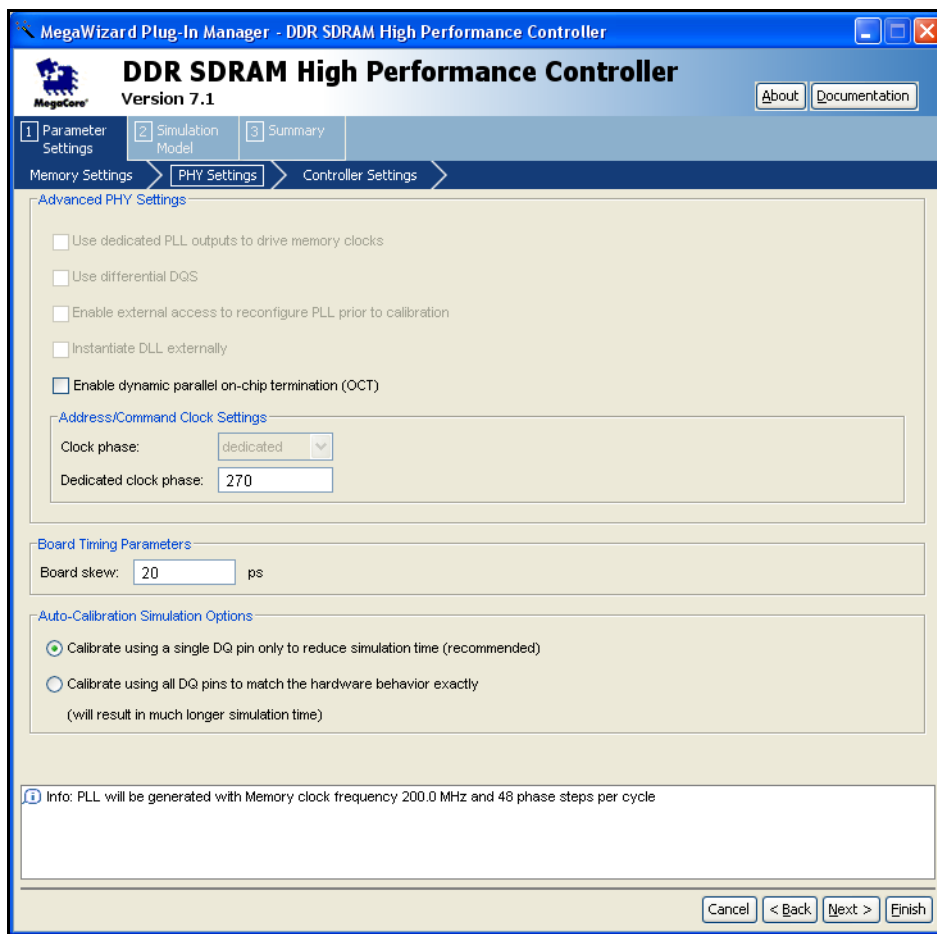 MegaWizard Plug-In Manager - DDR SDRAM High Performance Controller
DDR SDRAM High Performance Controller
MegaCore®
Version 7.1
About
Documentation
1 Parameter Settings
2 Simulation Model
3 Summary
Memory Settings
PHY Settings
Controller Settings
Advanced PHY Settings
Use dedicated PLL outputs to drive memory clocks
Use differential DQS
Enable external access to reconfigure PLL prior to calibration
Instantiate DLL externally
Enable dynamic parallel on-chip termination (OCT)
Address/Command Clock Settings
Clock phase: dedicated
Dedicated clock phase: 270
Board Timing Parameters
Board skew: 20 ps
Auto-Calibration Simulation Options
Calibrate using a single DQ pin only to reduce simulation time (recommended)
Calibrate using all DQ pins to match the hardware behavior exactly
(will result in much longer simulation time)
Info: PLL will be generated with Memory clock frequency 200.0 MHz and 48 phase steps per cycle
Cancel
< Back
Next >
Finish